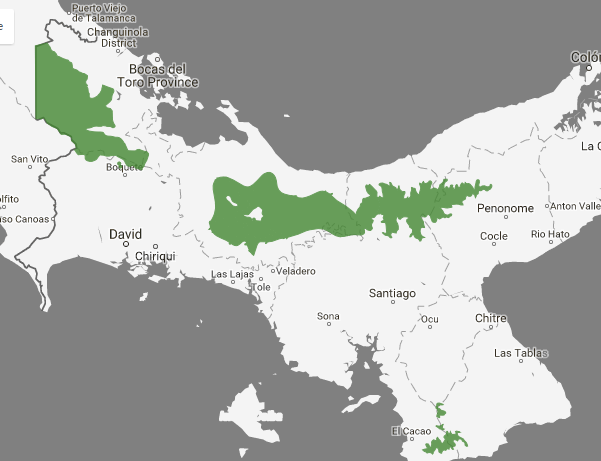 Puerto Viejo
de Talamanca
e
Changuinola
District
Bocas del
Toro Province
Colón
San Vito
Boquete
La C
olfito
íso Canoas
David
Chiriqui
Las Lajas
Veladero
Tole
Penonome
Anton Valle
Cocle
Rio Hato
Santiago
Sona
Ocu
Chitre
Las Tablas
El Cacao